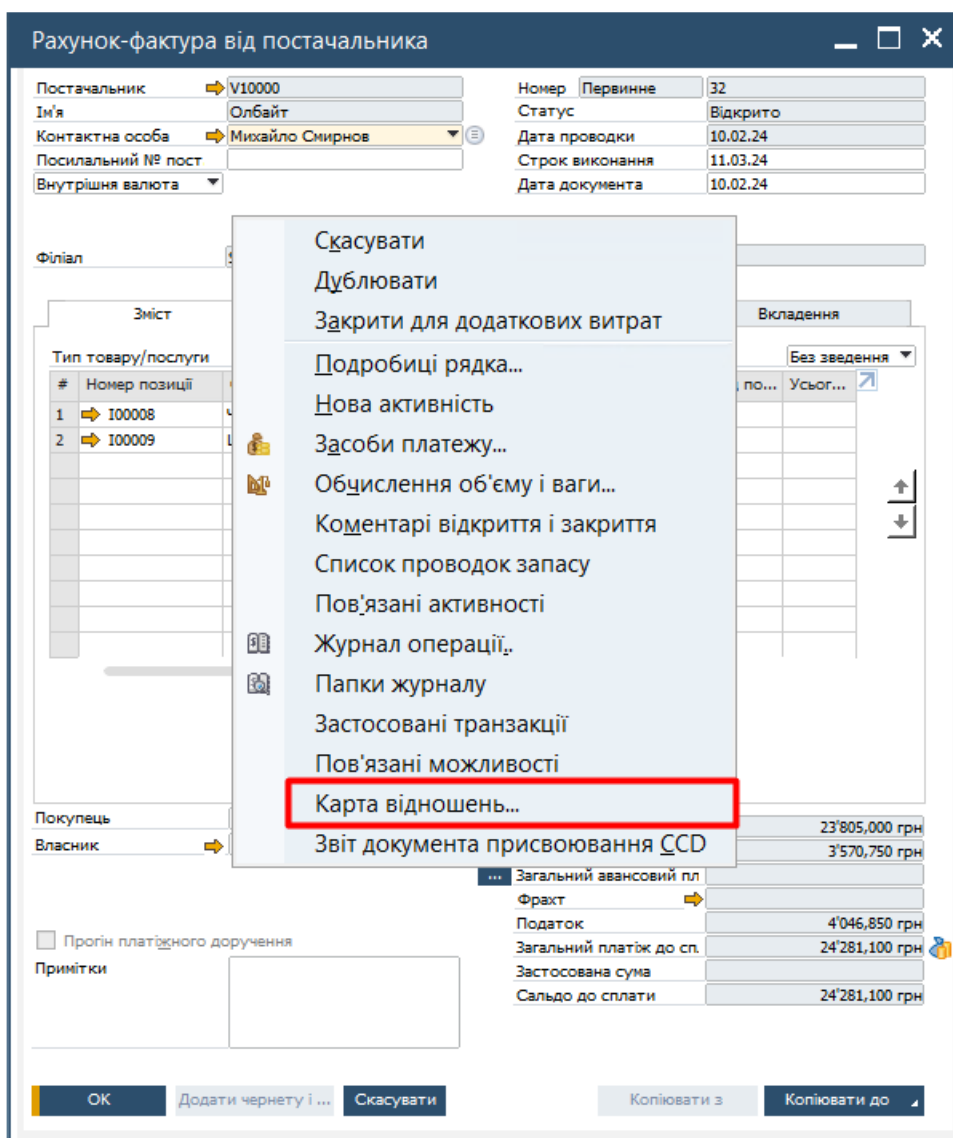 Рахунок-фактура від постачальника
Постачальник V10000 Номер Первинне 32
Ім'я Олбайт Статус Відкрито
Контактна особа Михайло Смирнов Дата проводки 10.02.24
Посилальний № пост Строк виконання 11.03.24
Внутрішня валюта Дата документа 10.02.24
Філіал
Зміст Вкладення
Тип товару/послуги Без зведення
# Номер позиції по... Усьог...
1 I00008
2 I00009
Скасувати
Дублювати
Закрити для додаткових витрат
Подробиці рядка...
Нова активність
Засоби платежу...
Обчислення об'єму і ваги...
Коментарі відкриття і закриття
Список проводок запасу
Пов'язані активності
Журнал операції..
Папки журналу
Застосовані транзакції
Пов'язані можливості
Карта відношень...
Звіт документа присвоювання CCD
Покупець 23'805,000 грн
Власник 3'570,750 грн
... Загальний авансовий пл
Фрахт
Податок 4'046,850 грн
Прогін платіжного доручення Загальний платіж до сп. 24'281,100 грн
Примітки Застосована сума
Сальдо до сплати 24'281,100 грн
OK Додати чернету і ... Скасувати Копіювати з Копіювати до